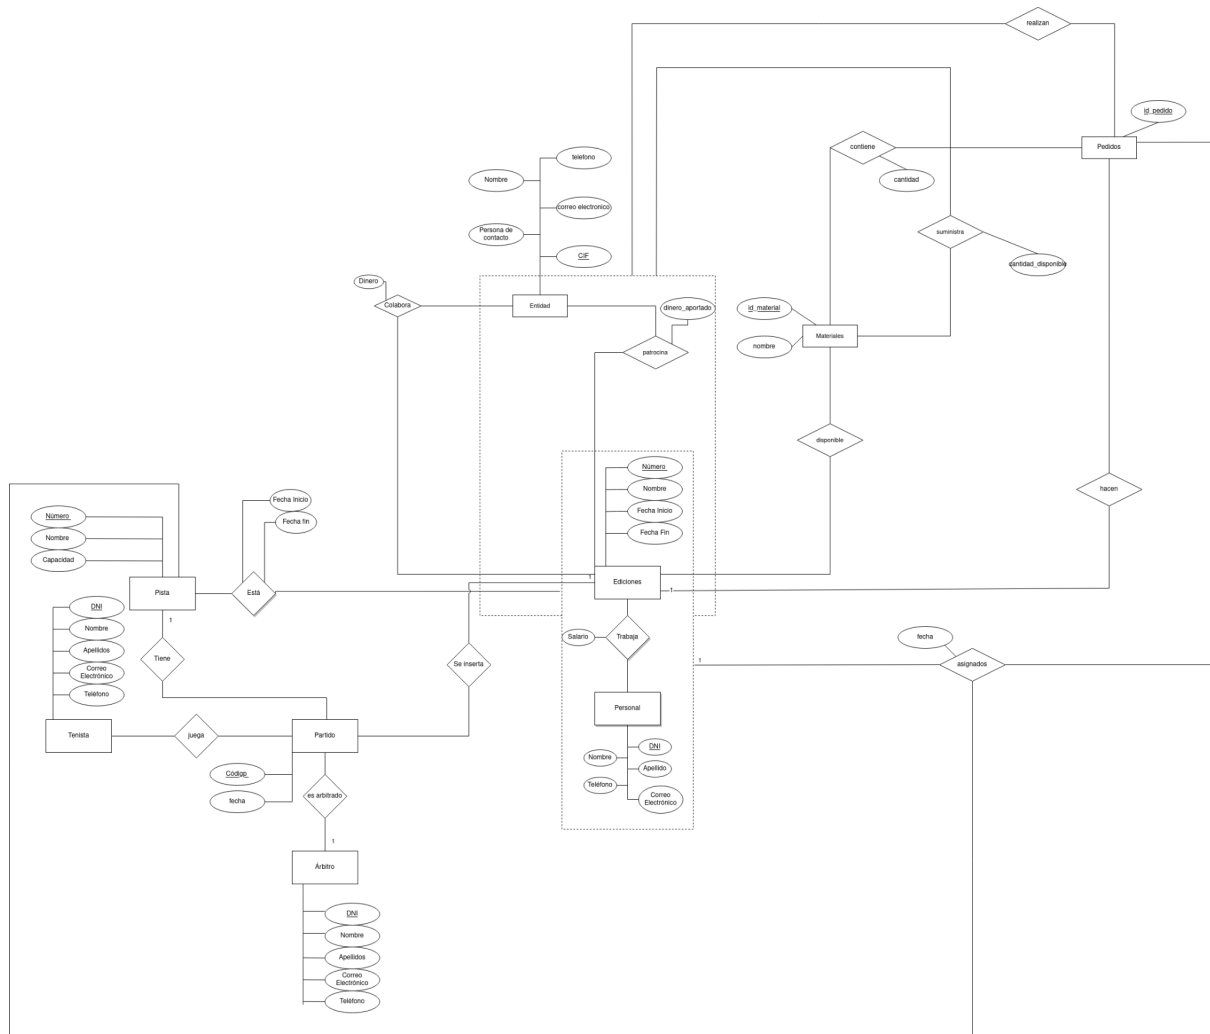 realizan
id_pedido
Pedidos
contiene
cantidad
telefono
Nombre
correo electronico
Persona de
contacto
CIF
suministra
cantidad_disponible
Dinero
Colabora
Entidad
dinero_aportado
patrocina
id_material
nombre
Materiales
disponible
Número
Nombre
Fecha Inicio
Fecha Fin
hacen
Fecha Inicio
Fecha fin
Número
Nombre
Capacidad
Pista
Está
1
Ediciones
1
DNI
Nombre
Apellidos
Correo
Electrónico
Teléfono
1
Tiene
Se inserta
Salario
Trabaja
1
fecha
asignados
Personal
Tenista
juega
Partido
Códigp
fecha
es arbitrado
1
Árbitro
Nombre
DNI
Apellido
Teléfono
Correo
Electrónico
DNI
Nombre
Apellidos
Correo
Electrónico
Teléfono